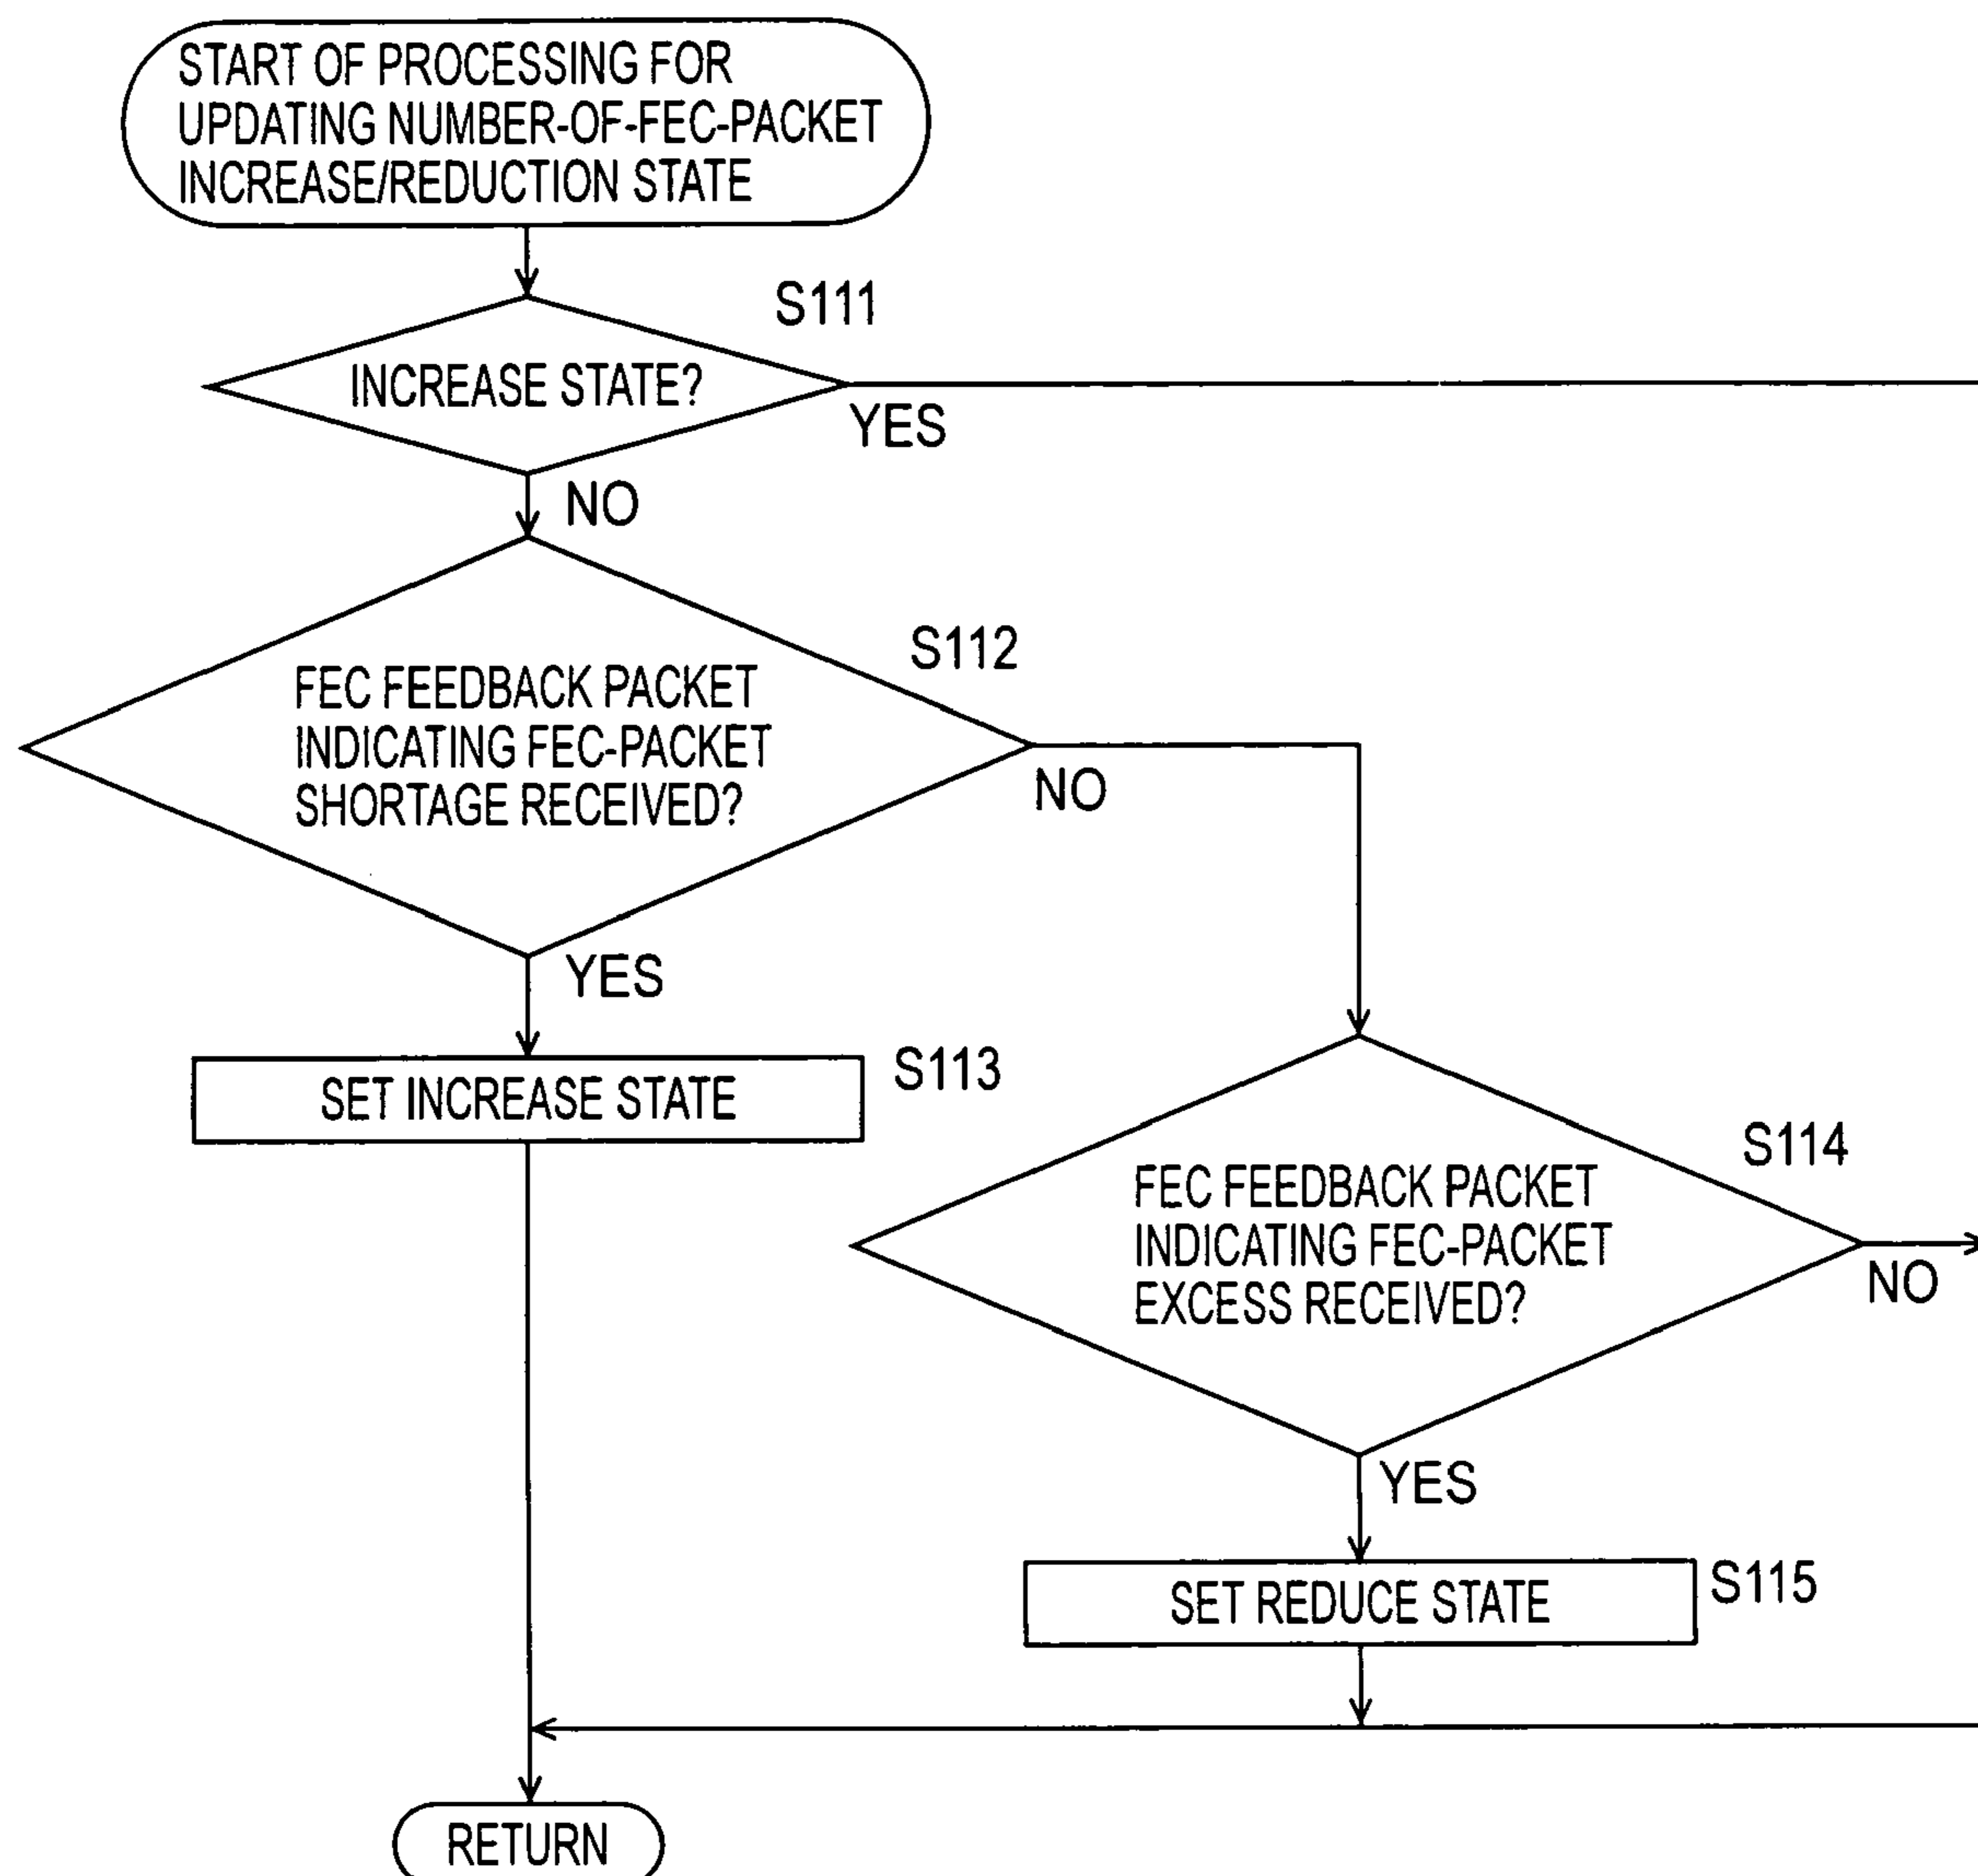 START OF PROCESSING FOR
UPDATING NUMBER-OF-FEC-PACKET
INCREASE/REDUCTION STATE
S111
INCREASE STATE?
YES
NO
S112
FEC FEEDBACK PACKET
INDICATING FEC-PACKET
SHORTAGE RECEIVED?
NO
YES
S113
SET INCREASE STATE
S114
FEC FEEDBACK PACKET
INDICATING FEC-PACKET
EXCESS RECEIVED?
NO
YES
SET REDUCE STATE
S115
RETURN